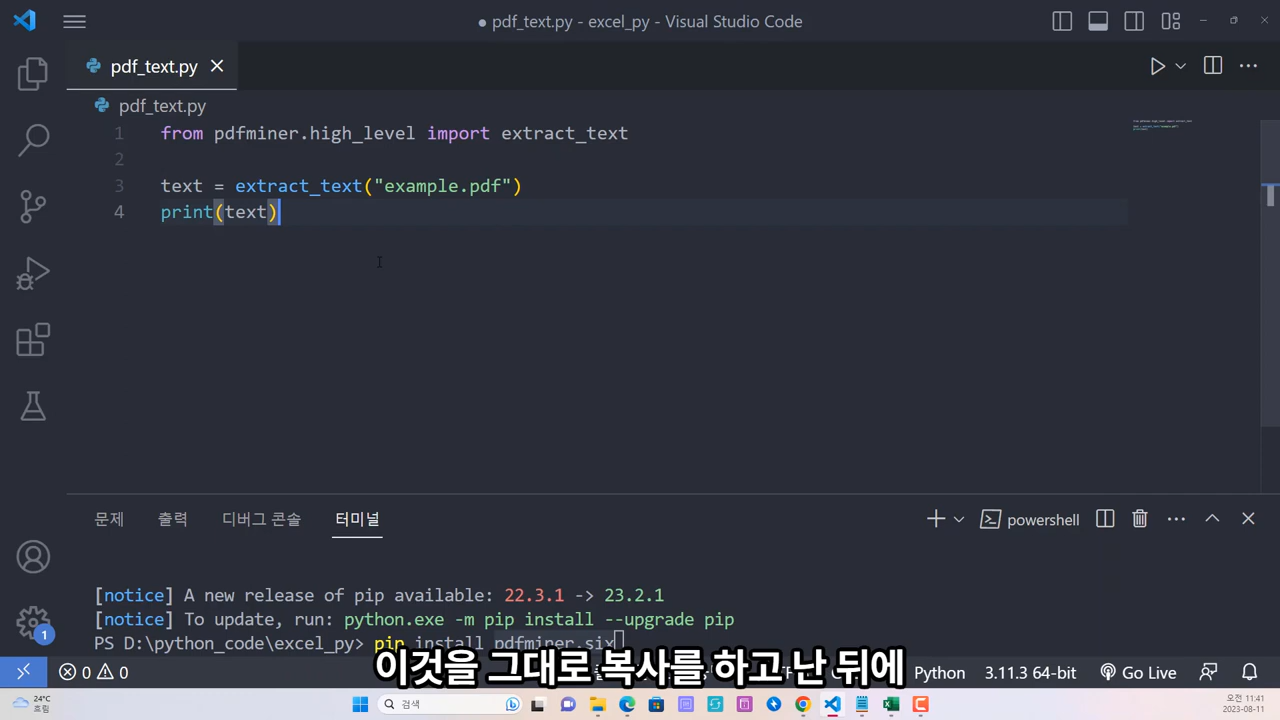 ● pdf_text.py - excel_py - Visual Studio Code
pdf_text.py
pdf_text.py
1 from pdfminer.high_level import extract_text
2
3 text = extract_text("example.pdf")
4 print(text)
문제 출력 디버그 콘솔 터미널
powershell
[notice] A new release of pip available: 22.3.1 -> 23.2.1
[notice] To update, run: python.exe -m pip install --upgrade pip
PS D:\python_code\excel_py> pip install pdfminer.six
이것을 그대로 복사를 하고 난 뒤에
1
0 0
Python 3.11.3 64-bit Go Live
24°C
흐림
검색
오전 11:41
2023-08-11